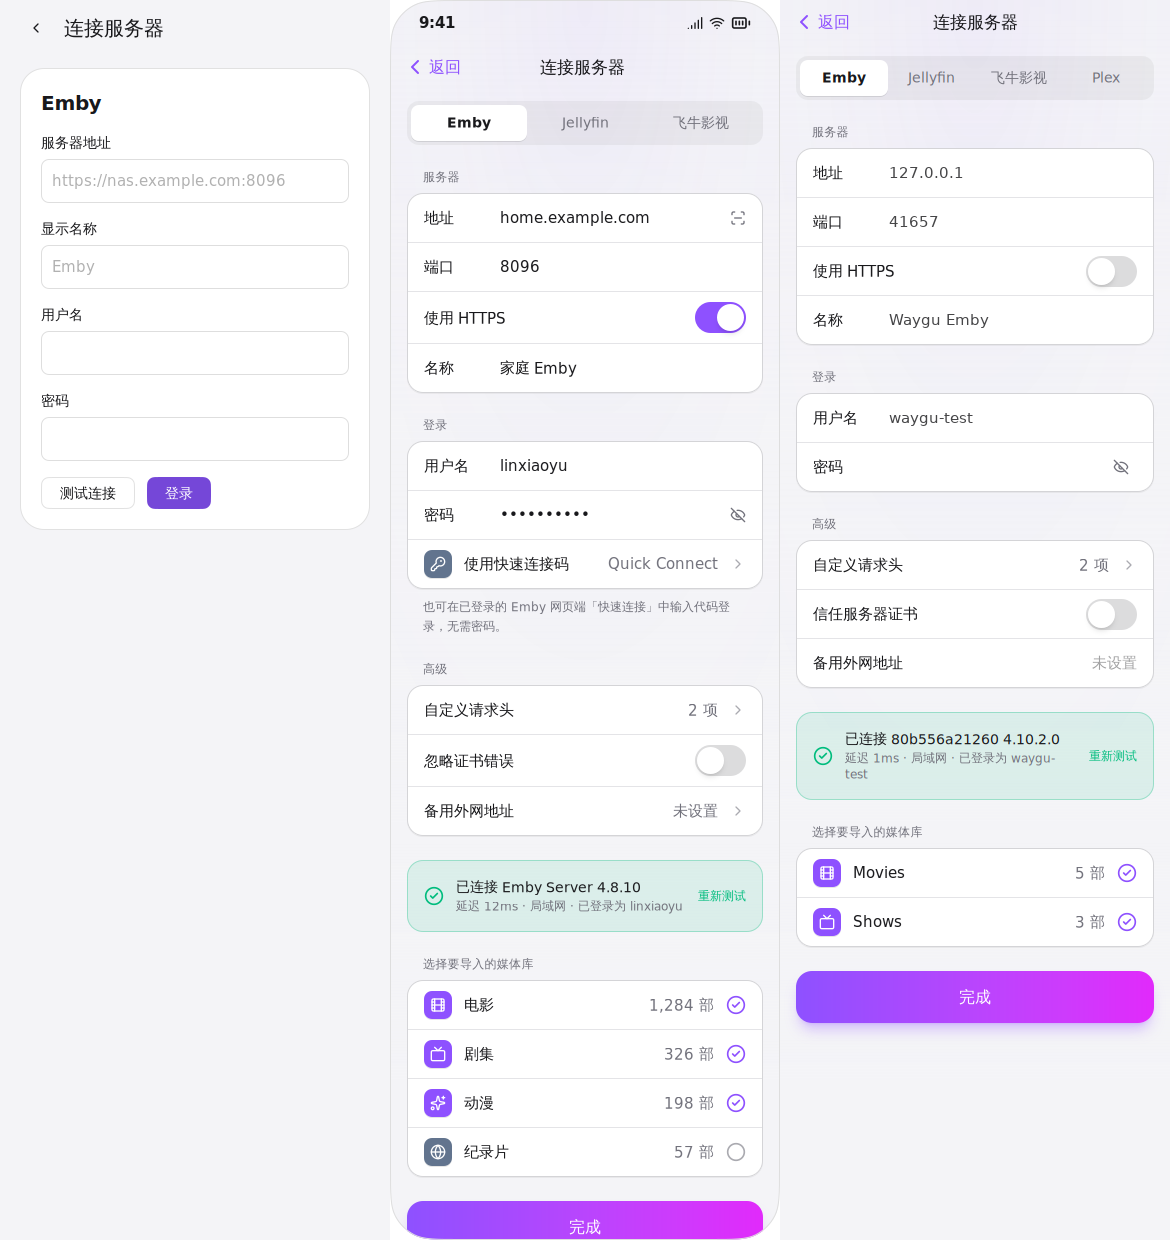 连接服务器
Emby
服务器地址
https://nas.example.com:8096
显示名称
Emby
用户名
密码
测试连接
登录
9:41
返回
连接服务器
Emby
Jellyfin
飞牛影视
服务器
地址
home.example.com
端口
8096
使用 HTTPS
名称
家庭 Emby
登录
用户名
linxiaoyu
密码
••••••••••
使用快速连接码
Quick Connect
也可在已登录的 Emby 网页端「快速连接」中输入代码登
录，无需密码。
高级
自定义请求头
2 项
忽略证书错误
备用外网地址
未设置
已连接 Emby Server 4.8.10
延迟 12ms · 局域网 · 已登录为 linxiaoyu
重新测试
选择要导入的媒体库
电影
1,284 部
剧集
326 部
动漫
198 部
纪录片
57 部
完成
返回
连接服务器
Emby
Jellyfin
飞牛影视
Plex
服务器
地址
127.0.0.1
端口
41657
使用 HTTPS
名称
Waygu Emby
登录
用户名
waygu-test
密码
高级
自定义请求头
2 项
信任服务器证书
备用外网地址
未设置
已连接 80b556a21260 4.10.2.0
延迟 1ms · 局域网 · 已登录为 waygu-
test
重新测试
选择要导入的媒体库
Movies
5 部
Shows
3 部
完成